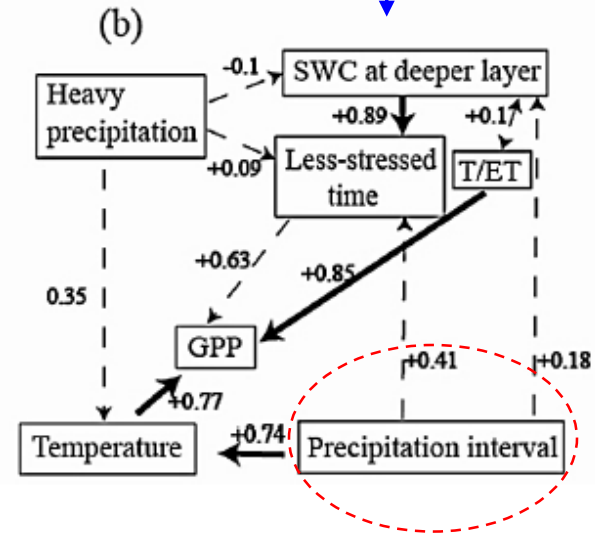 (b)
-0.1
SWC at deeper layer
Heavy
precipitation
+0.89
+0.1
+0.09
Less-stressed
time
T/ET
+0.63
+0.85
0.35
GPP
+0.41
+0.18
+0.77
+0.74
Temperature
Precipitation interval